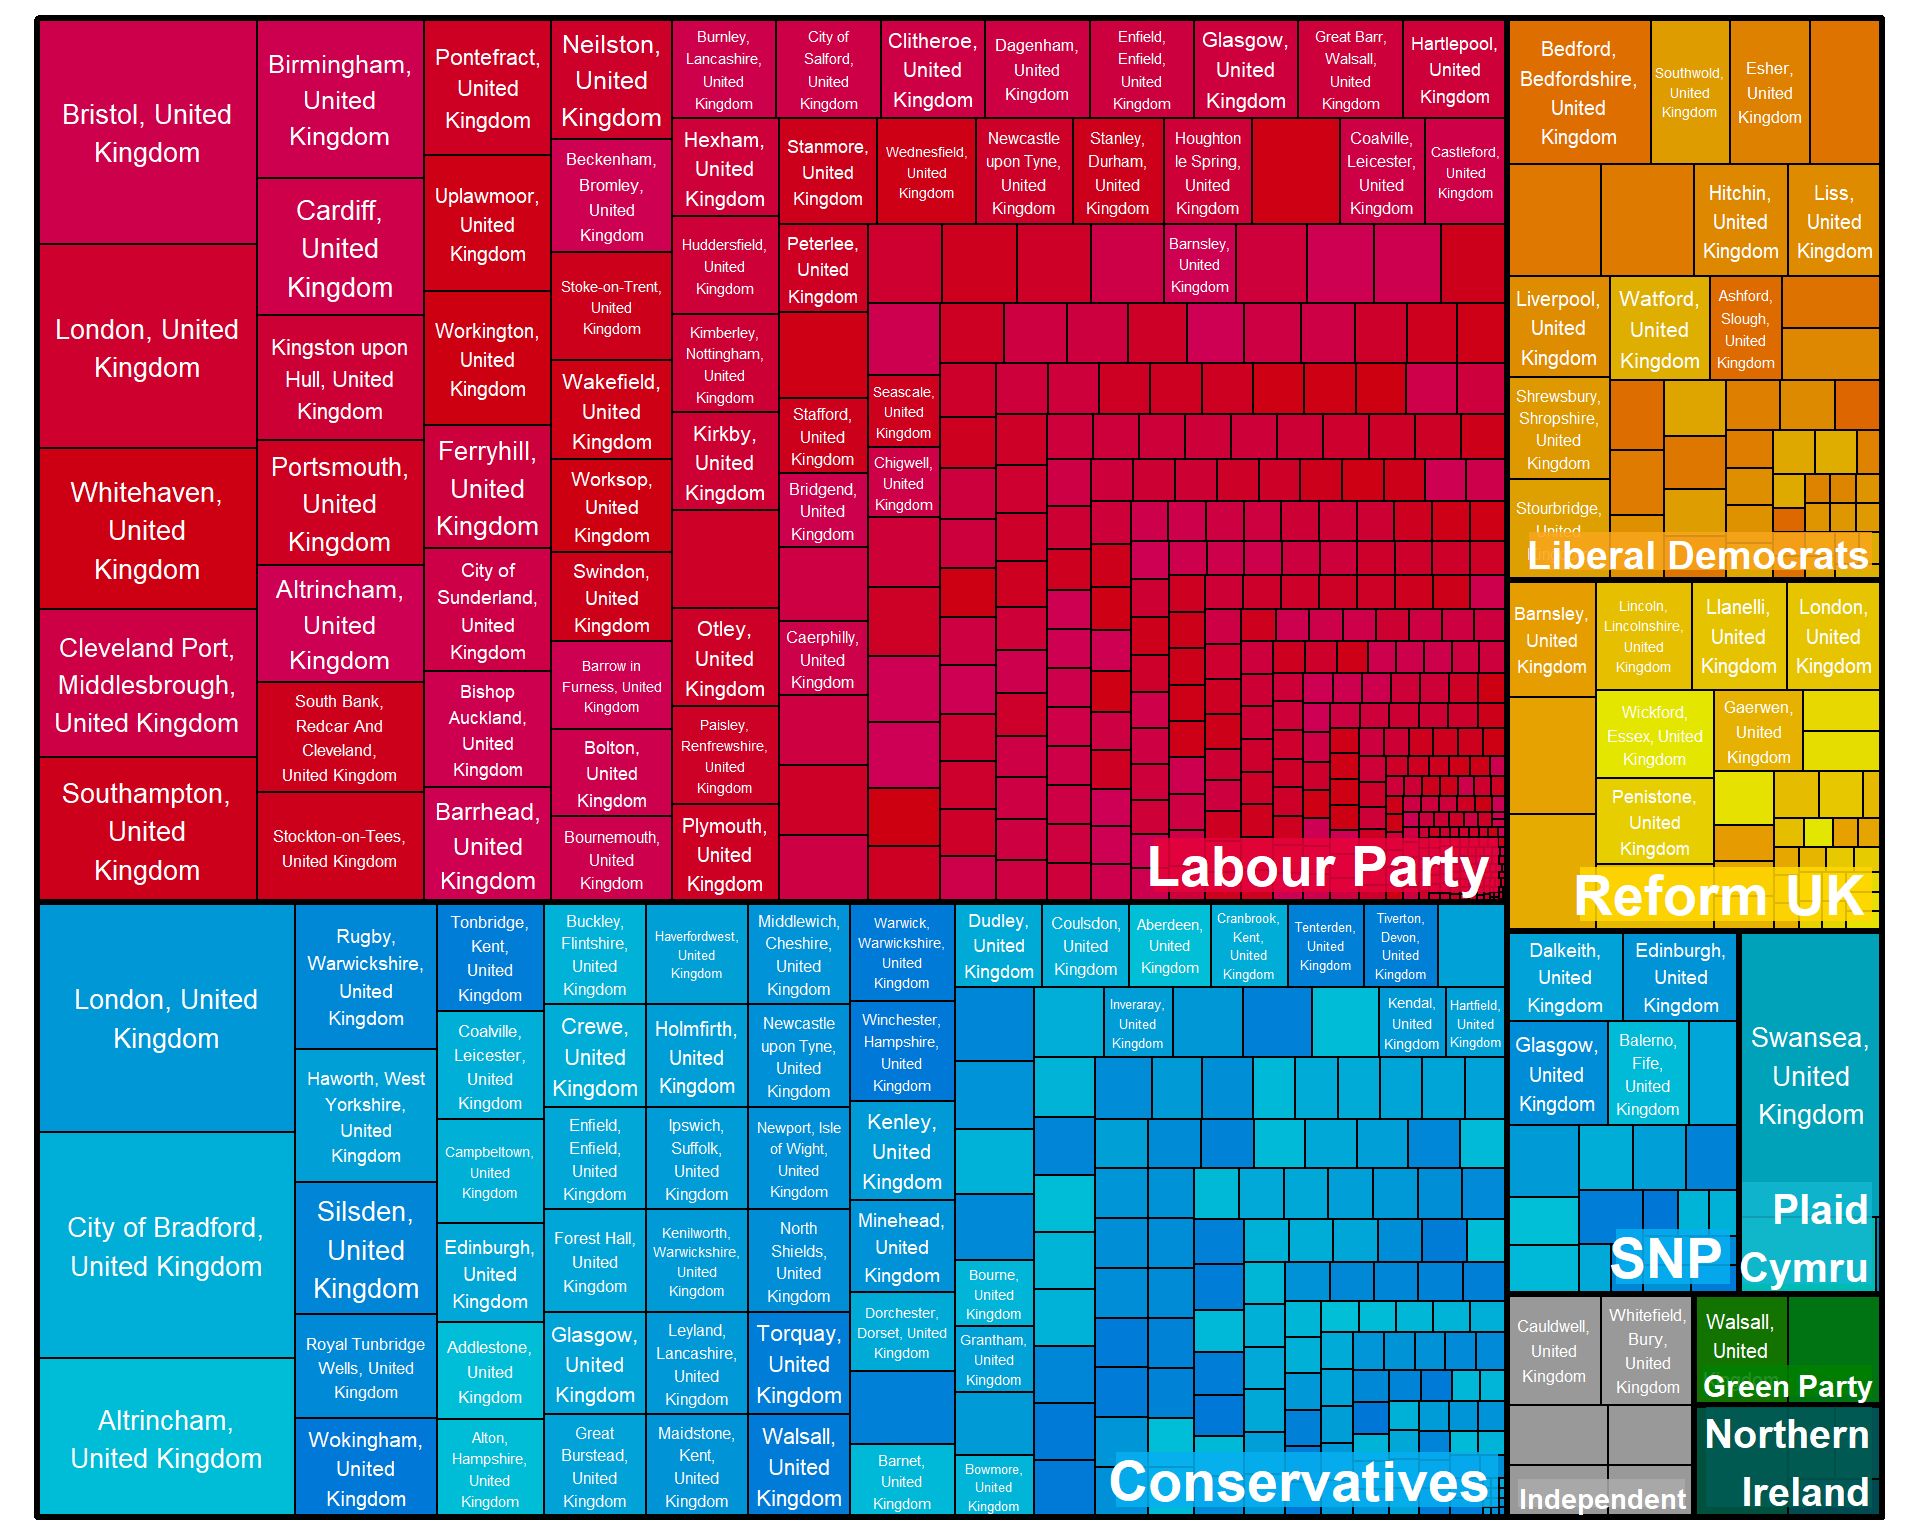 Bristol, United
Kingdom
London, United
Kingdom
Whitehaven,
United
Kingdom
Cleveland Port,
Middlesbrough,
United Kingdom
Southampton,
United
Kingdom
Birmingham,
United
Kingdom
Cardiff,
United
Kingdom
Kingston upon
Hull, United
Kingdom
Portsmouth,
United
Kingdom
Altrincham,
United
Kingdom
South Bank,
Redcar And
Cleveland,
United Kingdom
Stockton-on-Tees,
United Kingdom
Pontefract,
United
Kingdom
Uplawmoor,
United
Kingdom
Workington,
United
Kingdom
Ferryhill,
United
Kingdom
City of
Sunderland,
United
Kingdom
Bishop
Auckland,
United
Kingdom
Barrhead,
United
Kingdom
Neilston,
United
Kingdom
Beckenham,
Bromley,
United
Kingdom
Stoke-on-Trent,
United
Kingdom
Wakefield,
United
Kingdom
Worksop,
United
Kingdom
Swindon,
United
Kingdom
Barrow in
Furness, United
Kingdom
Bolton,
United
Kingdom
Bournemouth,
United
Kingdom
Burnley,
Lancashire,
United
Kingdom
Hexham,
United
Kingdom
Huddersfield,
United
Kingdom
Kimberley,
Nottingham,
United
Kingdom
Kirkby,
United
Kingdom
Otley,
United
Kingdom
Paisley,
Renfrewshire,
United
Kingdom
Plymouth,
United
Kingdom
City of
Salford,
United
Kingdom
Clitheroe,
United
Kingdom
Dagenham,
United
Kingdom
Enfield,
Enfield,
United
Kingdom
Glasgow,
United
Kingdom
Great Barr,
Walsall,
United
Kingdom
Hartlepool,
United
Kingdom
Stanmore,
United
Kingdom
Wednesfield,
United
Kingdom
Newcastle
upon Tyne,
United
Kingdom
Stanley,
Durham,
United
Kingdom
Houghton
le Spring,
United
Kingdom
Coalville,
Leicester,
United
Kingdom
Castleford,
United
Kingdom
Peterlee,
United
Kingdom
Barnsley,
United
Kingdom
Stafford,
United
Kingdom
Bridgend,
United
Kingdom
Caerphilly,
United
Kingdom
Seascale,
United
Kingdom
Chigwell,
United
Kingdom
Labour Party
Bedford,
Bedfordshire,
United
Kingdom
Southwold,
United
Kingdom
Esher,
United
Kingdom
Hitchin,
United
Kingdom
Liss,
United
Kingdom
Liverpool,
United
Kingdom
Watford,
United
Kingdom
Ashford,
Slough,
United
Kingdom
Shrewsbury,
Shropshire,
United
Kingdom
Stourbridge,
United
Liberal Democrats
Barnsley,
United
Kingdom
Lincoln,
Lincolnshire,
United
Kingdom
Llanelli,
United
Kingdom
London,
United
Kingdom
Wickford,
Essex, United
Kingdom
Gaerwen,
United
Kingdom
Penistone,
United
Kingdom
Reform UK
London, United
Kingdom
City of Bradford,
United Kingdom
Altrincham,
United Kingdom
Rugby,
Warwickshire,
United
Kingdom
Haworth, West
Yorkshire,
United
Kingdom
Silsden,
United
Kingdom
Royal Tunbridge
Wells, United
Kingdom
Wokingham,
United
Kingdom
Tonbridge,
Kent,
United
Kingdom
Coalville,
Leicester,
United
Kingdom
Campbeltown,
United
Kingdom
Edinburgh,
United
Kingdom
Addlestone,
United
Kingdom
Alton,
Hampshire,
United
Kingdom
Buckley,
Flintshire,
United
Kingdom
Crewe,
United
Kingdom
Enfield,
Enfield,
United
Kingdom
Forest Hall,
United
Kingdom
Glasgow,
United
Kingdom
Great
Burstead,
United
Kingdom
Haverfordwest,
United
Kingdom
Holmfirth,
United
Kingdom
Ipswich,
Suffolk,
United
Kingdom
Kenilworth,
Warwickshire,
United
Kingdom
Leyland,
Lancashire,
United
Kingdom
Maidstone,
Kent,
United
Kingdom
Middlewich,
Cheshire,
United
Kingdom
Newcastle
upon Tyne,
United
Kingdom
Newport, Isle
of Wight,
United
Kingdom
North
Shields,
United
Kingdom
Torquay,
United
Kingdom
Walsall,
United
Kingdom
Warwick,
Warwickshire,
United
Kingdom
Winchester,
Hampshire,
United
Kingdom
Kenley,
United
Kingdom
Minehead,
United
Kingdom
Dorchester,
Dorset, United
Kingdom
Barnet,
United
Kingdom
Dudley,
United
Kingdom
Coulsdon,
United
Kingdom
Aberdeen,
United
Kingdom
Cranbrook,
Kent,
United
Kingdom
Tenterden,
United
Kingdom
Tiverton,
Devon,
United
Kingdom
Inveraray,
United
Kingdom
Kendal,
United
Kingdom
Hartfield,
United
Kingdom
Bourne,
United
Kingdom
Grantham,
United
Kingdom
Bowmore,
United
Kingdom
Conservatives
Dalkeith,
United
Kingdom
Edinburgh,
United
Kingdom
Glasgow,
United
Kingdom
Balerno,
Fife,
United
Kingdom
SNP
Swansea,
United
Kingdom
Plaid
Cymru
Cauldwell,
United
Kingdom
Whitefield,
Bury,
United
Kingdom
Independent
Walsall,
United
Green Party
Northern
Ireland